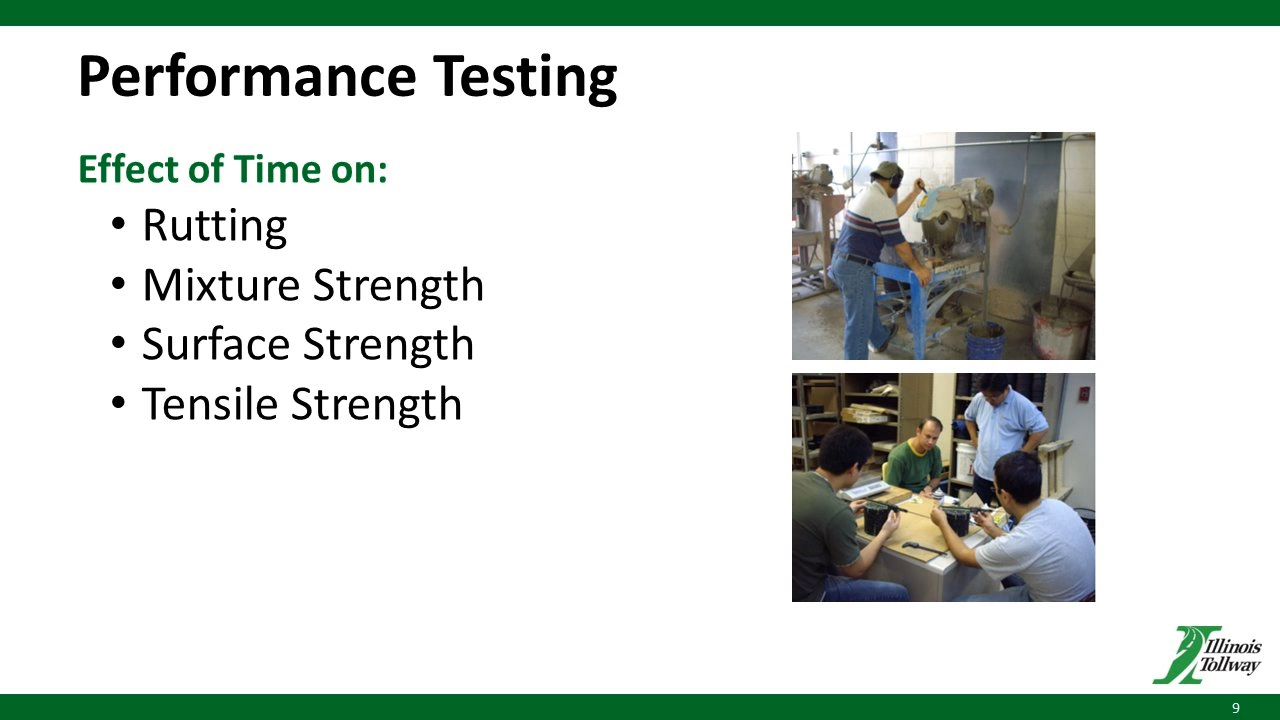 Performance Testing
Effect of Time on:
• Rutting
• Mixture Strength
• Surface Strength
• Tensile Strength
Illinois
Tollway
9